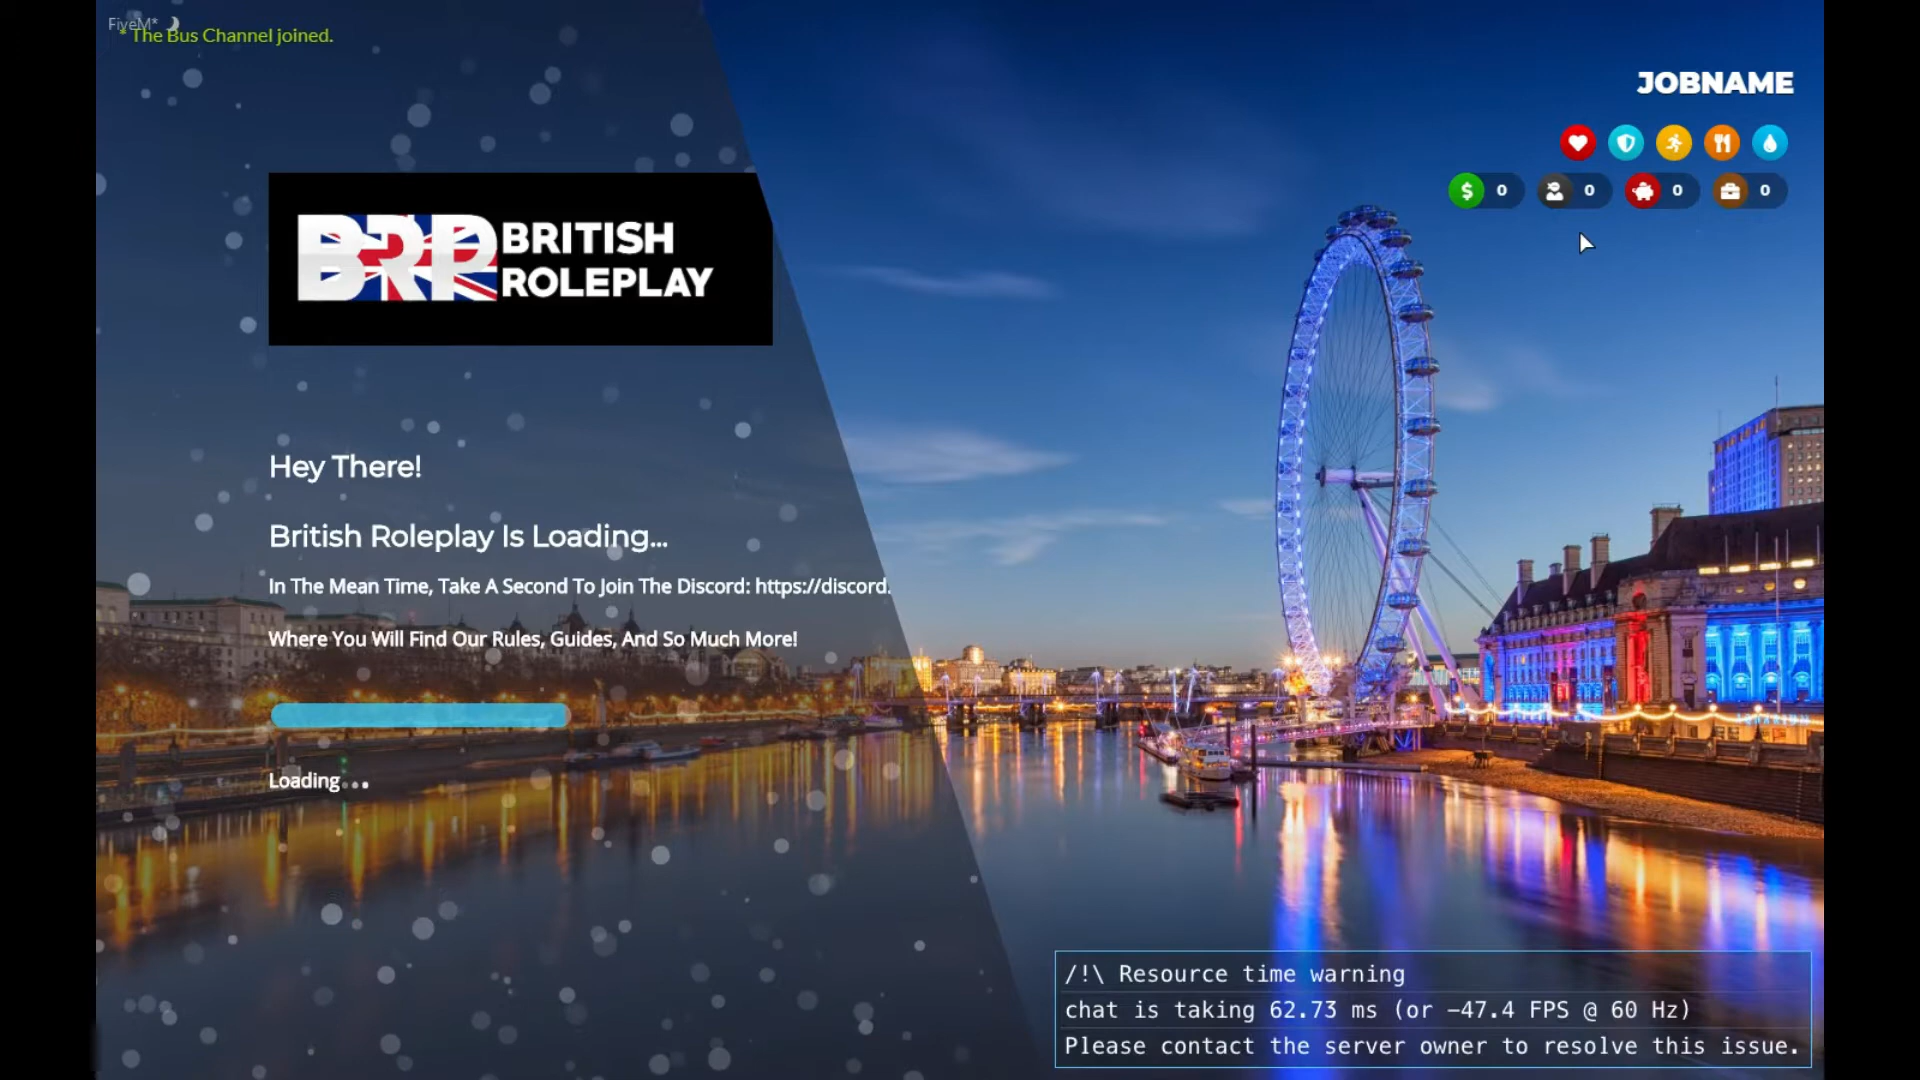 FiveM*
* The Bus Channel joined.
JOBNAME
0 0 0 0
BRP BRITISH ROLEPLAY
Hey There!
British Roleplay Is Loading...
In The Mean Time, Take A Second To Join The Discord: https://discord.
Where You Will Find Our Rules, Guides, And So Much More!
Loading...
/!\ Resource time warning
chat is taking 62.73 ms (or -47.4 FPS @ 60 Hz)
Please contact the server owner to resolve this issue.